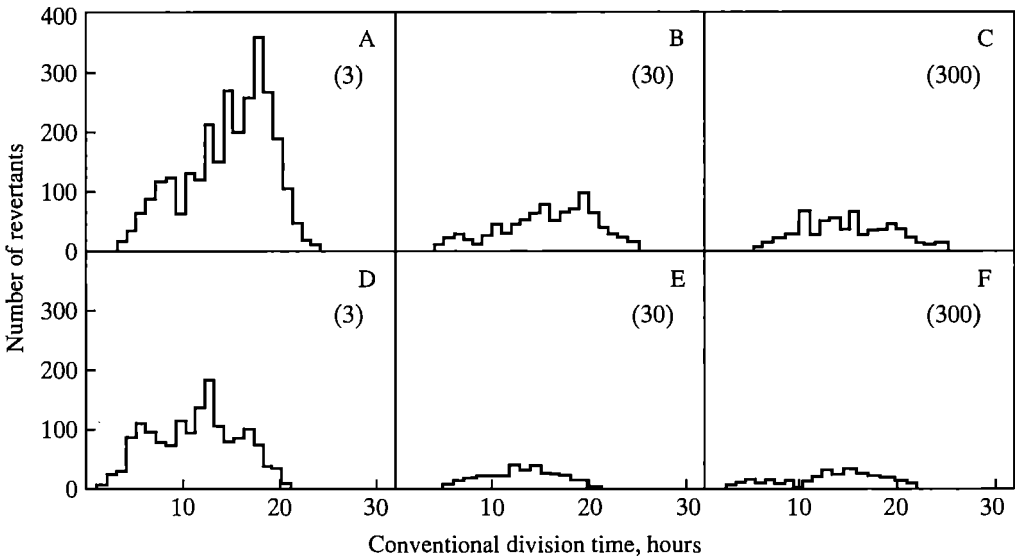 400
300
200
100
0
A
(3)
B
(30)
C
(300)
Number of revertants
300
200
100
0
D
(3)
E
(30)
F
(300)
10 20 30 10 20 30 10 20 30
Conventional division time, hours